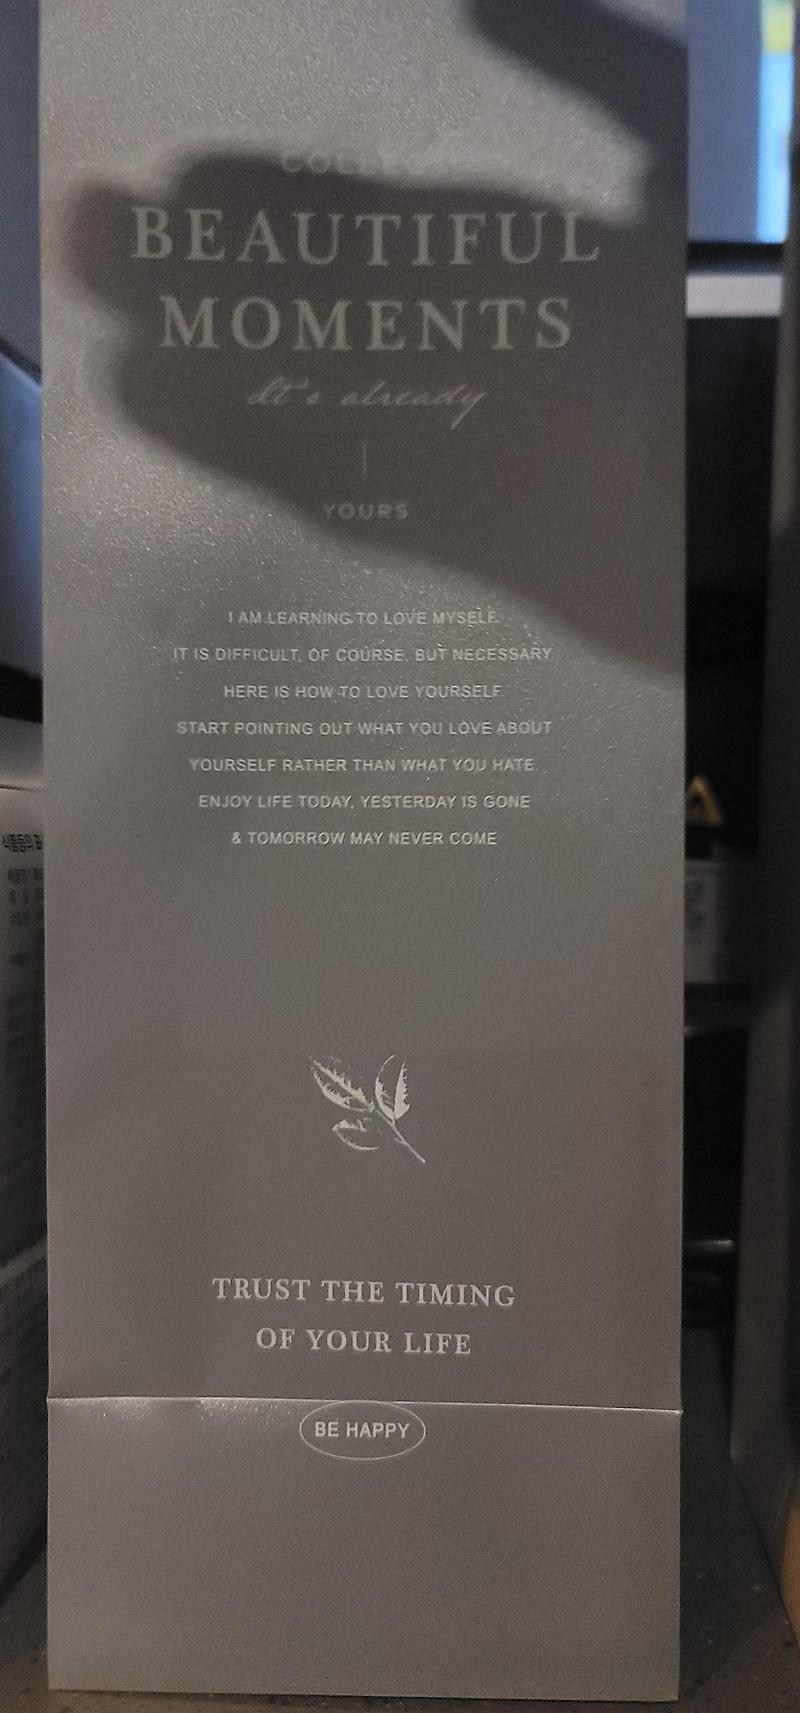 BEAUTIFUL
MOMENTS
It's already
YOURS
I AM LEARNING TO LOVE MYSELF.
IT IS DIFFICULT, OF COURSE, BUT NECESSARY
HERE IS HOW TO LOVE YOURSELF.
START POINTING OUT WHAT YOU LOVE ABOUT
YOURSELF RATHER THAN WHAT YOU HATE.
ENJOY LIFE TODAY, YESTERDAY IS GONE
& TOMORROW MAY NEVER COME
TRUST THE TIMING
OF YOUR LIFE
BE HAPPY